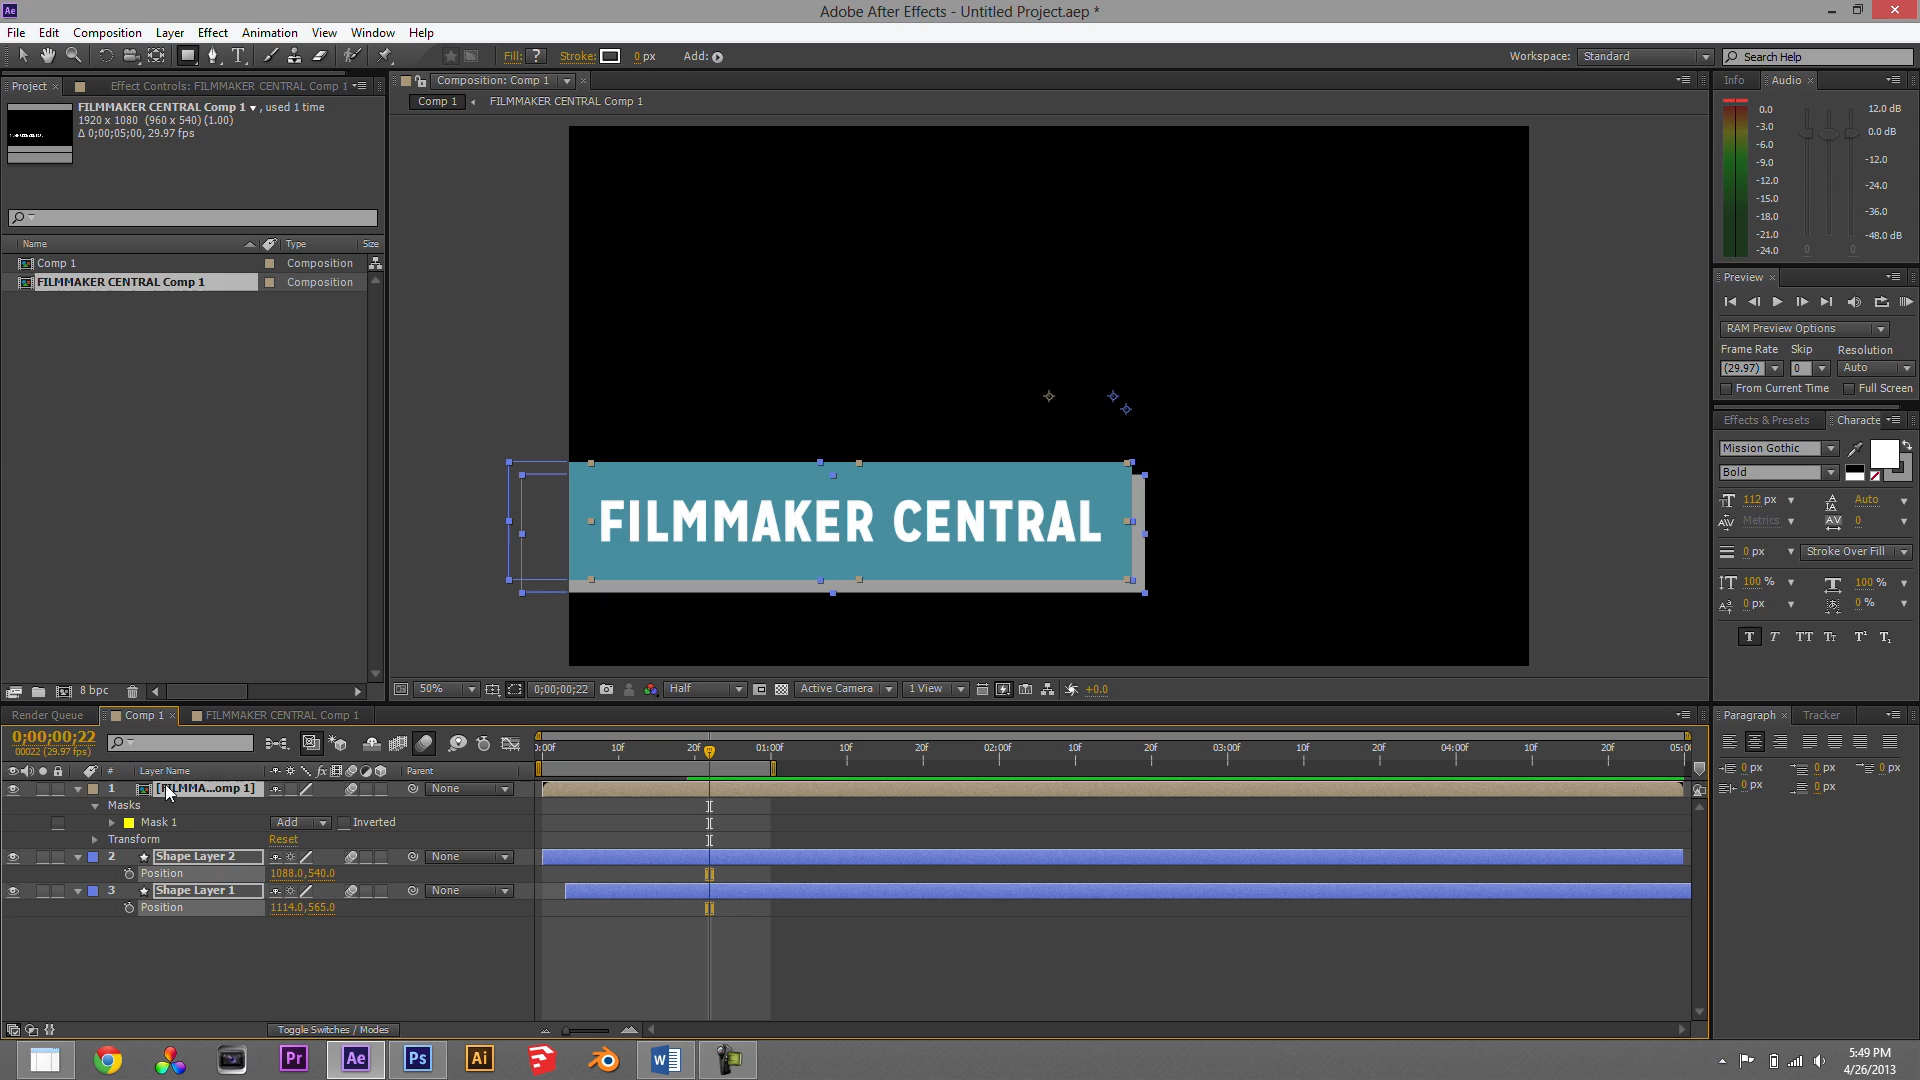 Ae
Adobe After Effects - Untitled Project.aep *
File Edit Composition Layer Effect Animation View Window Help
Fill: ? Stroke: 0 px Add:
Workspace: Standard Search Help
Project × Effect Controls: FILMMAKER CENTRAL Comp 1
FILMMAKER CENTRAL Comp 1 ▾, used 1 time
1920 x 1080 (960 x 540) (1.00)
Δ 0;00;05;00, 29.97 fps
Name Type Size
Comp 1 Composition
FILMMAKER CENTRAL Comp 1 Composition
8 bpc
Composition: Comp 1 ×
Comp 1 FILMMAKER CENTRAL Comp 1
FILMMAKER CENTRAL
50% 0;00;00;22 Half Active Camera 1 View +0.0
Info Audio ×
0.0 12.0 dB
-3.0 0.0 dB
-6.0
-9.0 -12.0
-12.0 -24.0
-15.0
-18.0 -36.0
-21.0 -48.0 dB
-24.0 0 0
Preview ×
RAM Preview Options
Frame Rate Skip Resolution
(29.97) 0 Auto
From Current Time Full Screen
Effects & Presets Characte
Mission Gothic
Bold
112 px Auto
Metrics 0
0 px Stroke Over Fill
100 % 100 %
0 px 0 %
T T TT Tt T¹ T,
Render Queue Comp 1 × FILMMAKER CENTRAL Comp 1
0;00;00;22
00022 (29.97 fps)
# Layer Name Parent
0:00f 10f 20f 01:00f 10f 20f 02:00f 10f 20f 03:00f 10f 20f 04:00f 10f 20f 05:0
1 [FILMMA...omp 1] None
Masks
Mask 1 Add Inverted
Transform Reset
2 Shape Layer 2 None
Position 1088.0,540.0
3 Shape Layer 1 None
Position 1114.0,565.0
Toggle Switches / Modes
Paragraph × Tracker
0 px 0 px 0 px
0 px 0 px
Pr Ae Ps Ai W
5:49 PM
4/26/2013